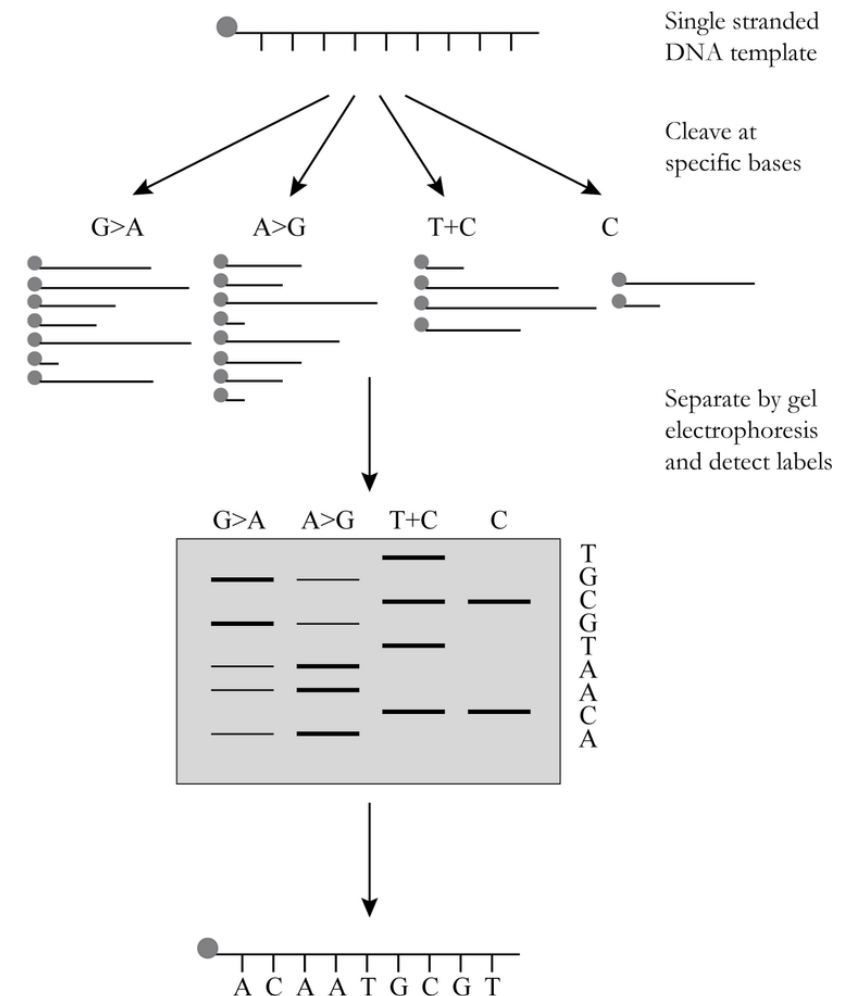 Single stranded
DNA template
Cleave at
specific bases
G>A A>G T+C C
Separate by gel
electrophoresis
and detect labels
G>A A>G T+C C
T
G
C
G
T
A
A
C
A
A C A A T G C G T